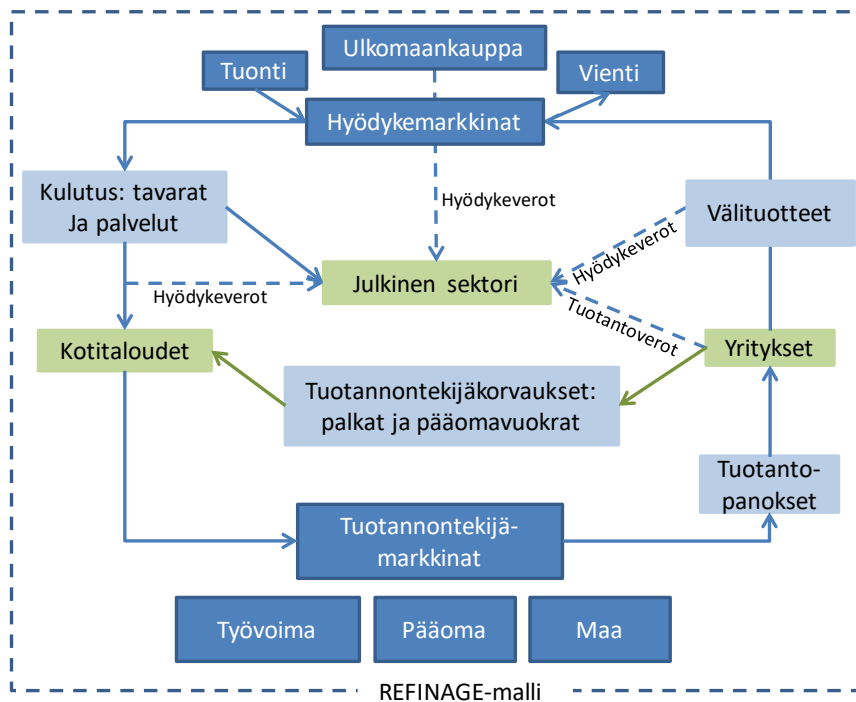 Ulkomaankauppa
Tuonti
Vienti
Hyödykemarkkinat
Kulutus: tavarat
Ja palvelut
Hyödykeverot
Välituotteet
Hyödykeverot
Julkinen sektori
Hyödykeverot
Tuotantoverot
Kotitaloudet
Yritykset
Tuotannontekijäkorvaukset:
palkat ja pääomavuokrat
Tuotanto-
panokset
Tuotannontekijä-
markkinat
Työvoima
Pääoma
Maa
REFINAGE-malli